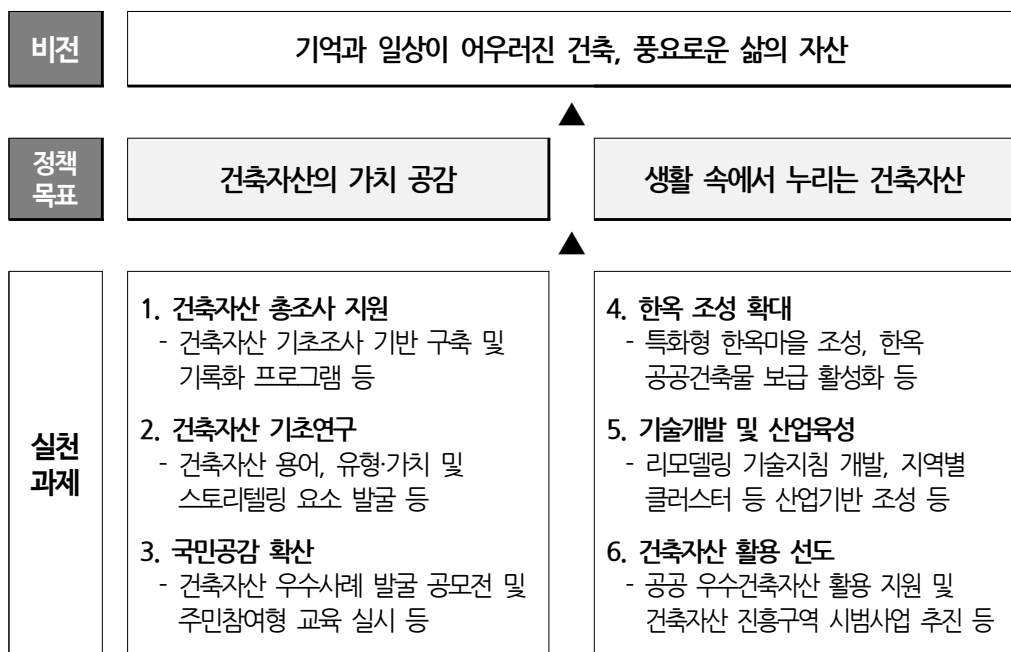 비전
기억과 일상이 어우러진 건축, 풍요로운 삶의 자산
▲
정책
목표
건축자산의 가치 공감
생활 속에서 누리는 건축자산
▲
실천
과제
1. 건축자산 총조사 지원
- 건축자산 기초조사 기반 구축 및
기록화 프로그램 등
2. 건축자산 기초연구
- 건축자산 용어, 유형·가치 및
스토리텔링 요소 발굴 등
3. 국민공감 확산
- 건축자산 우수사례 발굴 공모전 및
주민참여형 교육 실시 등
4. 한옥 조성 확대
- 특화형 한옥마을 조성, 한옥
공공건축물 보급 활성화 등
5. 기술개발 및 산업육성
- 리모델링 기술지침 개발, 지역별
클러스터 등 산업기반 조성 등
6. 건축자산 활용 선도
- 공공 우수건축자산 활용 지원 및
건축자산 진흥구역 시범사업 추진 등